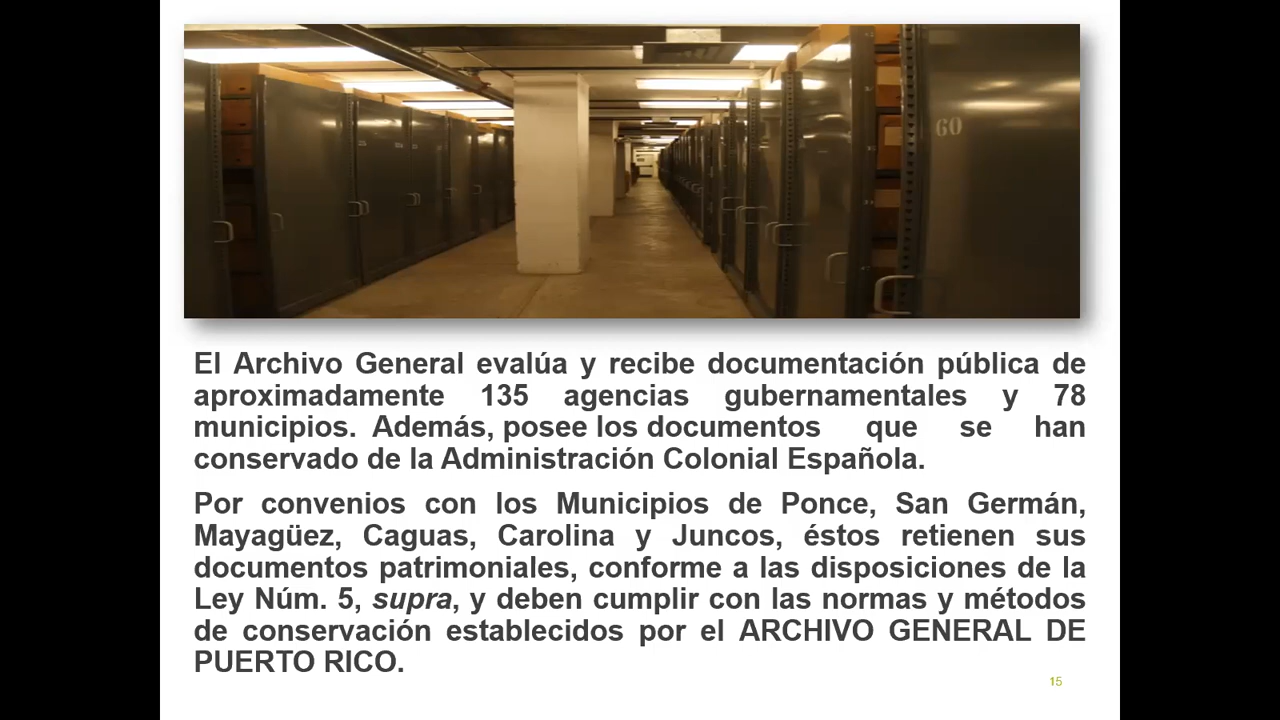 60
El Archivo General evalúa y recibe documentación pública de
aproximadamente 135 agencias gubernamentales y 78
municipios. Además, posee los documentos que se han
conservado de la Administración Colonial Española.
Por convenios con los Municipios de Ponce, San Germán,
Mayagüez, Caguas, Carolina y Juncos, éstos retienen sus
documentos patrimoniales, conforme a las disposiciones de la
Ley Núm. 5, supra, y deben cumplir con las normas y métodos
de conservación establecidos por el ARCHIVO GENERAL DE
PUERTO RICO.
15